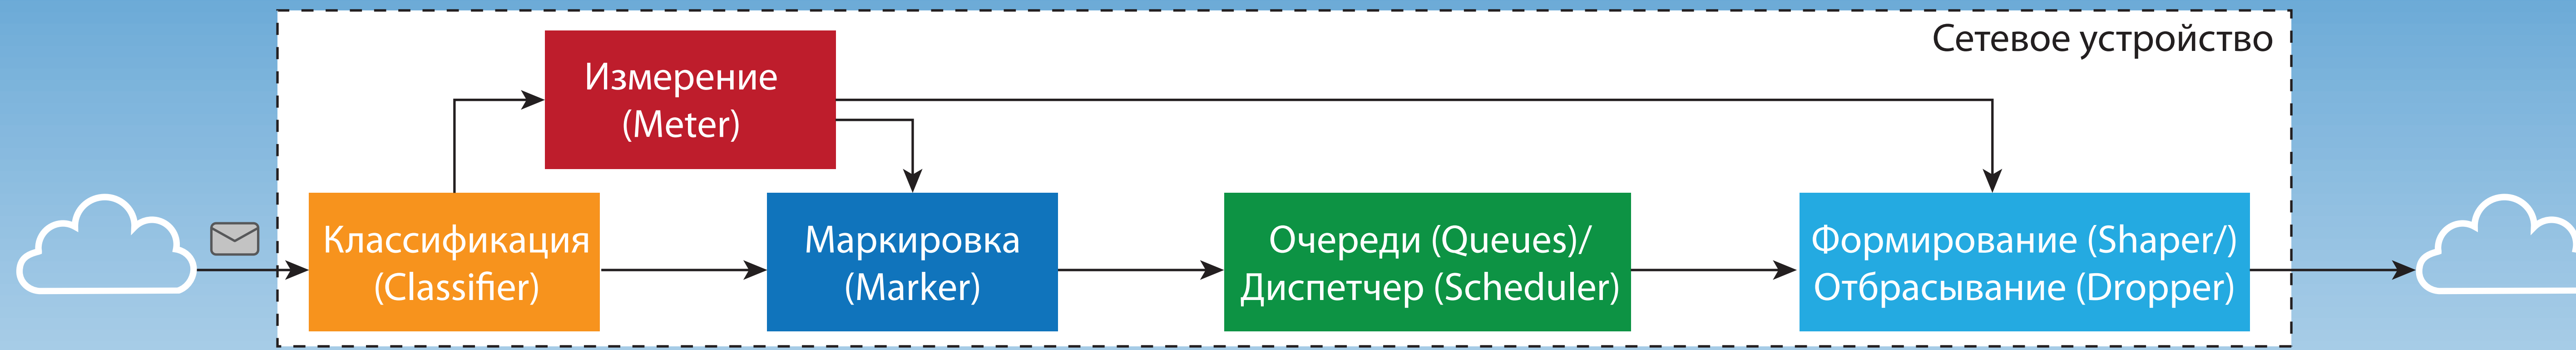 Сетевое устройство
Измерение
(Meter)
Классификация
(Classifier)
Маркировка
(Marker)
Очереди (Queues)/
Диспетчер (Scheduler)
Формирование (Shaper/)
Отбрасывание (Dropper)